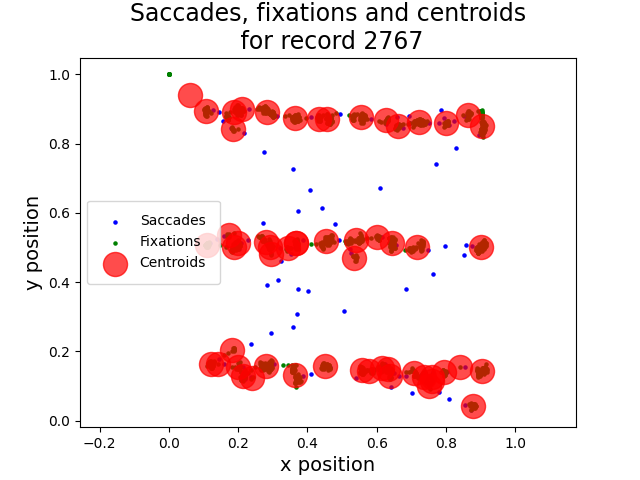 Saccades, fixations and centroids
for record 2767
1.0
0.8
0.6
0.4
0.2
0.0
y position
Saccades
Fixations
Centroids
−0.2
0.0
0.2
0.4
0.6
0.8
1.0
x position